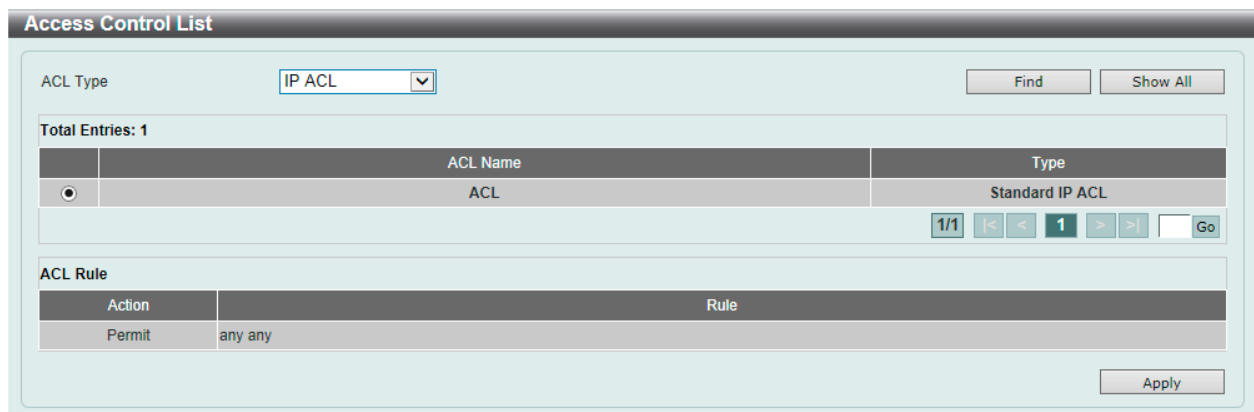 Access Control List
ACL Type IP ACL Find Show All
Total Entries: 1
ACL Name Type
ACL Standard IP ACL
1/1 |< < 1 > >| Go
ACL Rule
Action Rule
Permit any any
Apply